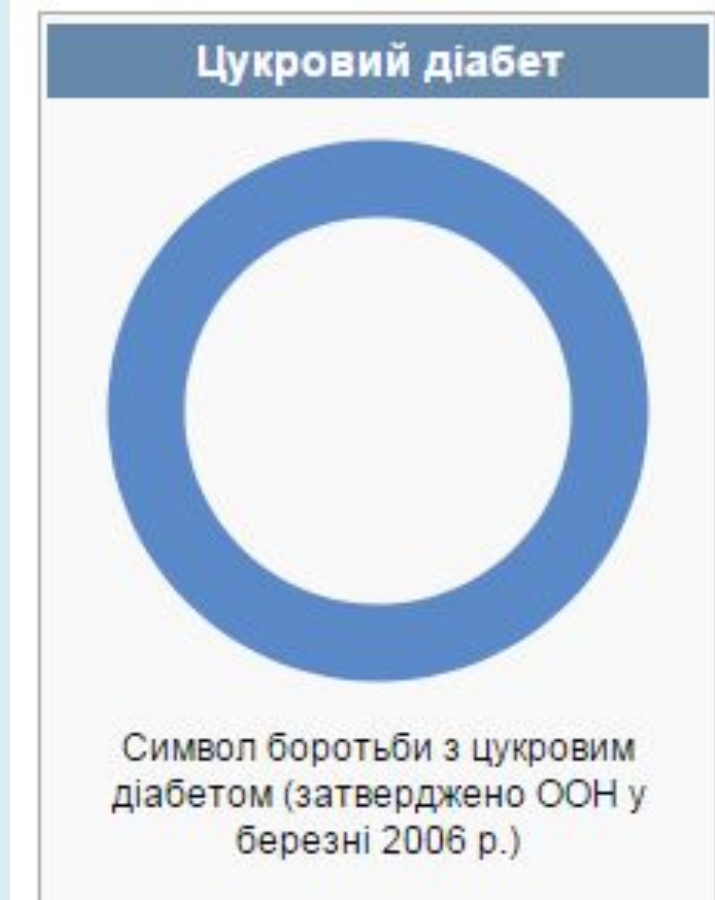 Цукровий діабет
Символ боротьби з цукровим
діабетом (затверджено ООН у
березні 2006 р.)